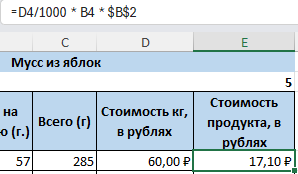 =D4/1000 * B4 * $B$2
C D E
Мусс из яблок
5
на
ю (г.)
Всего (г)
Стоимость кг,
в рублях
Стоимость
продукта, в
рублях
57 285 60,00 ₽ 17,10 ₽